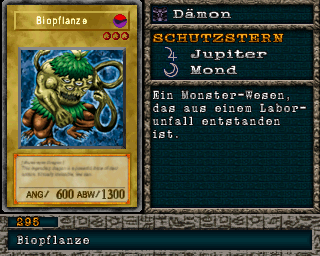 Biopflanze
ANG/ 600 ABW/1300
Dämon
SCHUTZSTERN
Jupiter
Mond
Ein Monster-Wesen,
das aus einem Labor-
unfall entstanden
ist.
295
Biopflanze